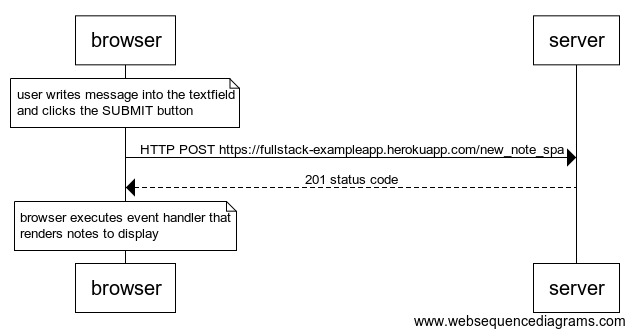 browser
server
user writes message into the textfield
and clicks the SUBMIT button
HTTP POST https://fullstack-exampleapp.herokuapp.com/new_note_spa
201 status code
browser executes event handler that
renders notes to display
browser
server
www.websequencediagrams.com